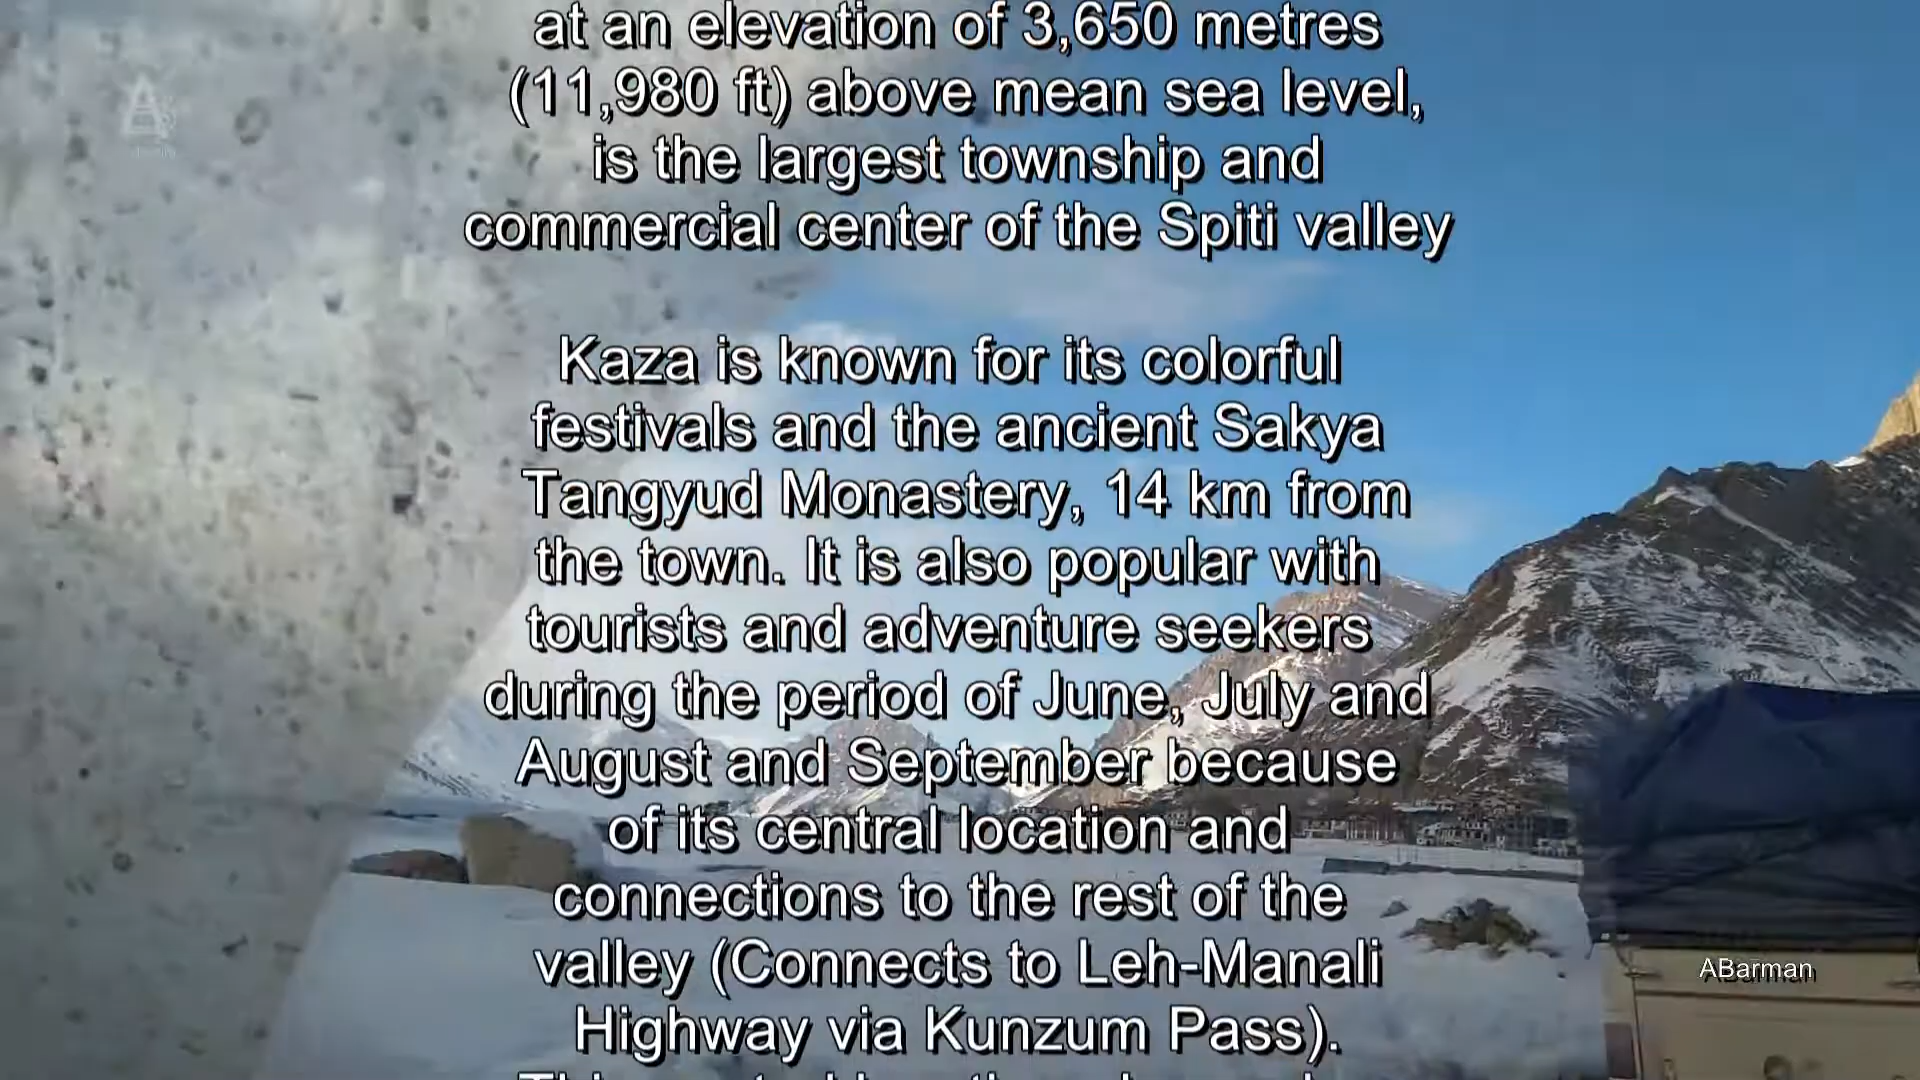 at an elevation of 3,650 metres
(11,980 ft) above mean sea level,
is the largest township and
commercial center of the Spiti valley
Kaza is known for its colorful
festivals and the ancient Sakya
Tangyud Monastery, 14 km from
the town. It is also popular with
tourists and adventure seekers
during the period of June, July and
August and September because
of its central location and
connections to the rest of the
valley (Connects to Leh-Manali
Highway via Kunzum Pass).
ABarman